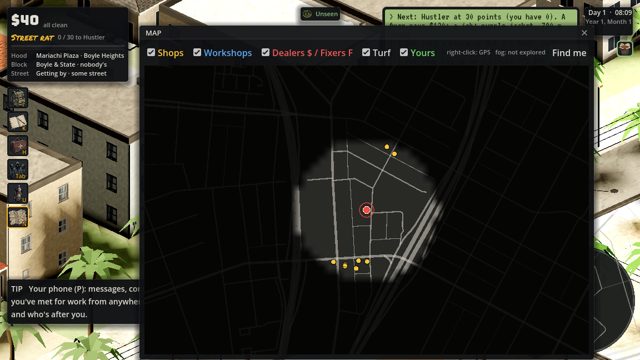 $40 all clean
STREET RAT 0 / 30 to Hustler
Hood Mariachi Plaza · Boyle Heights
Block Boyle & State · nobody's
Street Getting by · some street
Unseen
> Next: Hustler at 30 points (you have 0). A
Day 1 · 08:09
Year 1, Month 1
MAP
Shops
Workshops
Dealers $ / Fixers F
Turf
Yours
right-click: GPS
fog: not explored
Find me
H
Tab
U
TIP Your phone (P): messages, con
you've met for work from anywher
and who's after you.